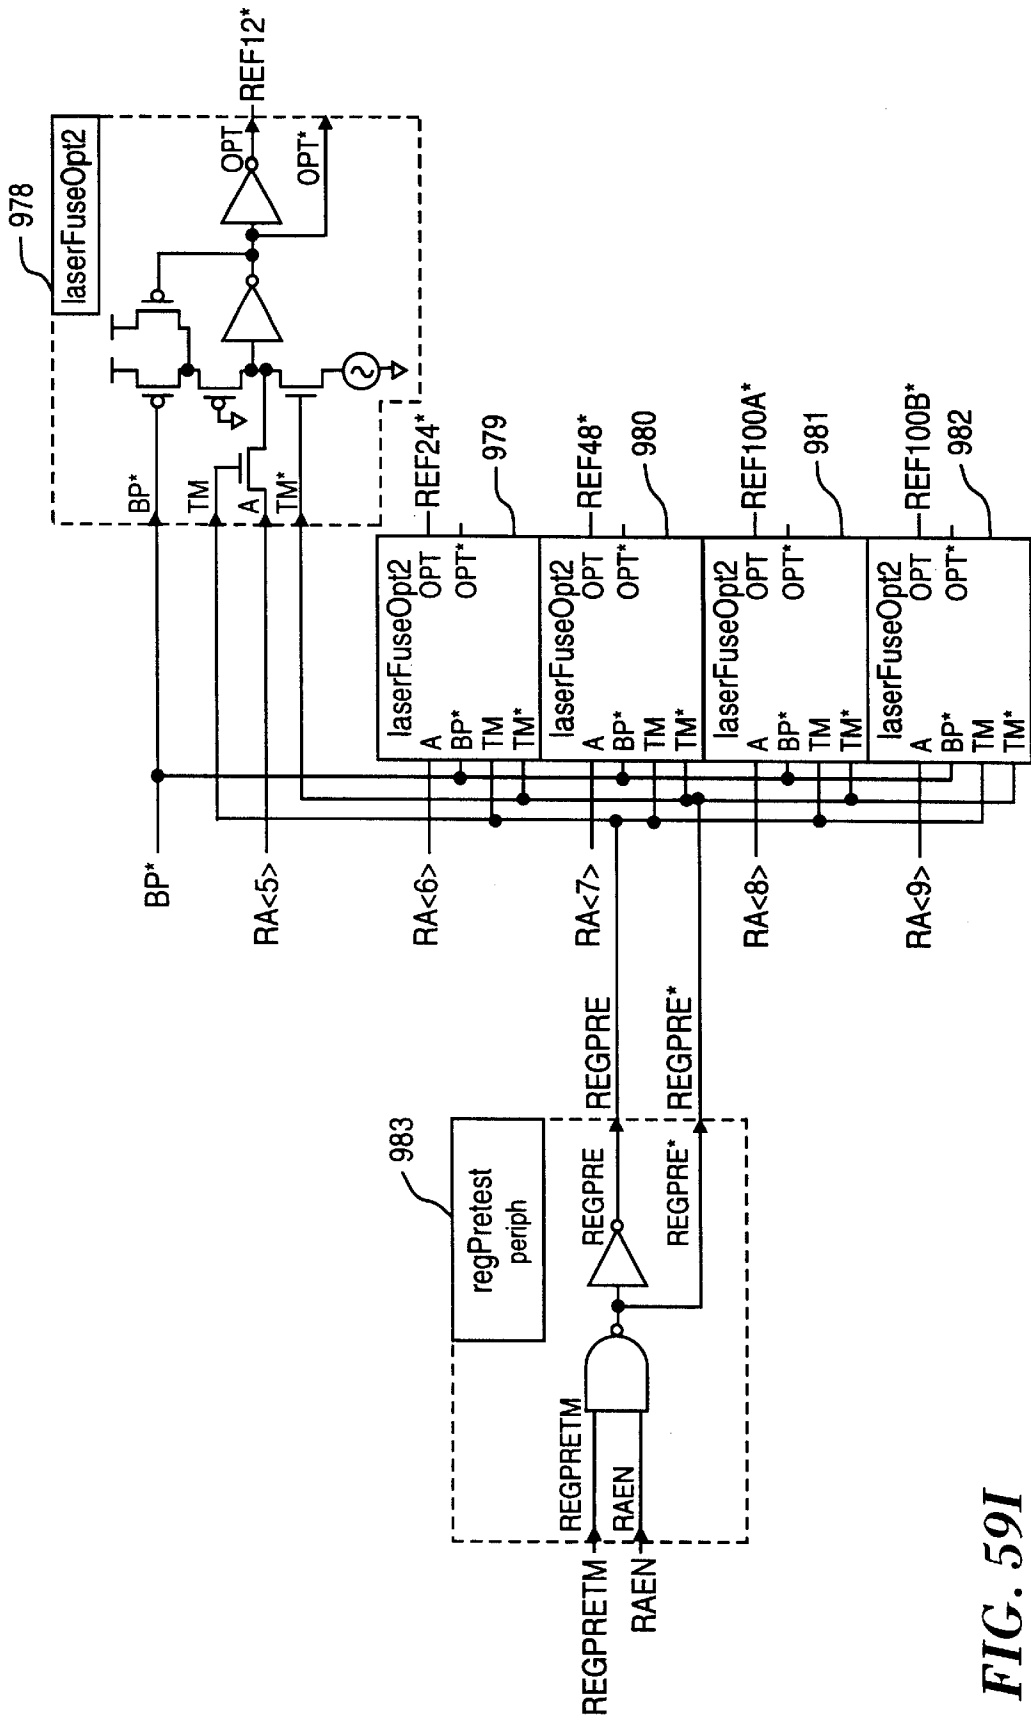 978
laserFuseOpt2
BP*
TM
A
TM*
OPT
OPT*
REF12*
BP*
RA<5>
RA<6>
laserFuseOpt2
A
BP*
TM
TM*
OPT
OPT*
REF24*
979
RA<7>
laserFuseOpt2
A
BP*
TM
TM*
OPT
OPT*
REF48*
980
RA<8>
laserFuseOpt2
A
BP*
TM
TM*
OPT
OPT*
REF100A*
981
RA<9>
laserFuseOpt2
A
BP*
TM
TM*
OPT
OPT*
REF100B*
982
983
regPretest
periph
REGPRETM
RAEN
REGPRETM
RAEN
REGPRE
REGPRE*
REGPRE
REGPRE*
FIG. 59I